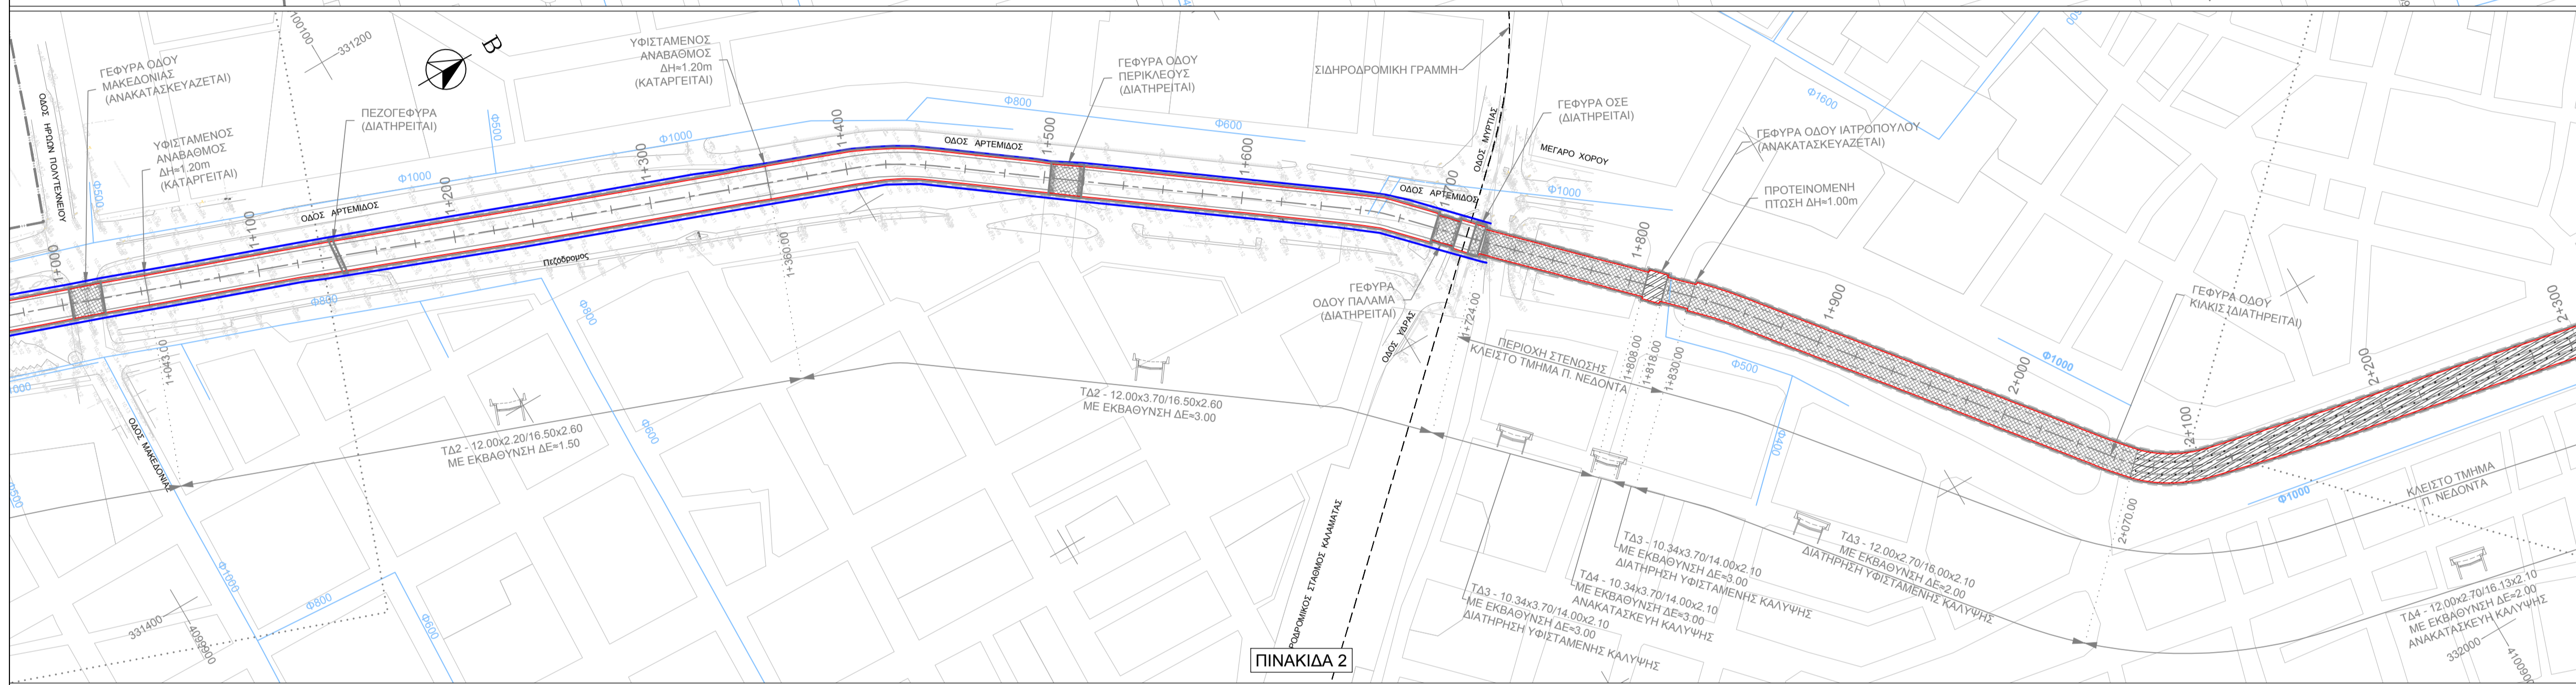 100100
331200
B
ΓΕΦΥΡΑ ΟΔΟΥ
ΜΑΚΕΔΟΝΙΑΣ
(ΑΝΑΚΑΤΑΣΚΕΥΑΖΕΤΑΙ)
ΟΔΟΣ ΗΡΩΩΝ ΠΟΛΥΤΕΧΝΕΙΟΥ
ΥΦΙΣΤΑΜΕΝΟΣ
ΑΝΑΒΑΘΜΟΣ
ΔΗ≈1.20m
(ΚΑΤΑΡΓΕΙΤΑΙ)
ΠΕΖΟΓΕΦΥΡΑ
(ΔΙΑΤΗΡΕΙΤΑΙ)
Φ500
ΥΦΙΣΤΑΜΕΝΟΣ
ΑΝΑΒΑΘΜΟΣ
ΔΗ≈1.20m
(ΚΑΤΑΡΓΕΙΤΑΙ)
Φ1000
1+400
Φ800
ΓΕΦΥΡΑ ΟΔΟΥ
ΠΕΡΙΚΛΕΟΥΣ
(ΔΙΑΤΗΡΕΙΤΑΙ)
1+500
Φ600
1+600
ΣΙΔΗΡΟΔΡΟΜΙΚΗ ΓΡΑΜΜΗ
ΟΔΟΣ ΜΥΡΤΙΑΣ
ΓΕΦΥΡΑ ΟΣΕ
(ΔΙΑΤΗΡΕΙΤΑΙ)
ΜΕΓΑΡΟ ΧΟΡΟΥ
Φ1000
Φ1600
ΓΕΦΥΡΑ ΟΔΟΥ ΙΑΤΡΟΠΟΥΛΟΥ
(ΑΝΑΚΑΤΑΣΚΕΥΑΖΕΤΑΙ)
ΠΡΟΤΕΙΝΟΜΕΝΗ
ΠΤΩΣΗ ΔΗ≈1.00m
Φ500
1+000
1+100
ΟΔΟΣ ΑΡΤΕΜΙΔΟΣ
Φ1000
1+200
1+300
ΟΔΟΣ ΑΡΤΕΜΙΔΟΣ
ΟΔΟΣ ΑΡΤΕΜΙΔΟΣ
1+700
1+800
1+900
ΓΕΦΥΡΑ ΟΔΟΥ
ΚΙΛΚΙΣ (ΔΙΑΤΗΡΕΙΤΑΙ)
2+000
2+100
2+200
2+300
Φ1000
Πεζόδρομος
Φ800
Φ800
1+360.00
1+043.00
ΓΕΦΥΡΑ
ΟΔΟΥ ΠΑΛΑΜΑ
(ΔΙΑΤΗΡΕΙΤΑΙ)
ΟΔΟΣ ΥΔΡΑΣ
1+724.00
ΠΕΡΙΟΧΗ ΣΤΕΝΩΣΗΣ
ΚΛΕΙΣΤΟ ΤΜΗΜΑ Π. ΝΕΔΟΝΤΑ
1+808.00
1+818.00
1+830.00
Φ500
Φ400
ΤΔ2 - 12.00x2.20/16.50x2.60
ΜΕ ΕΚΒΑΘΥΝΣΗ ΔΕ≈1.50
ΤΔ2 - 12.00x3.70/16.50x2.60
ΜΕ ΕΚΒΑΘΥΝΣΗ ΔΕ≈3.00
ΟΔΟΣ ΜΑΚΕΔΟΝΙΑΣ
Φ500
Φ600
Φ1000
Φ800
Φ600
331400
4099900
ΡΟΔΡΟΜΙΚΟΣ ΣΤΑΘΜΟΣ ΚΑΛΑΜΑΤΑΣ
ΤΔ3 - 10.34x3.70/14.00x2.10
ΜΕ ΕΚΒΑΘΥΝΣΗ ΔΕ≈3.00
ΔΙΑΤΗΡΗΣΗ ΥΦΙΣΤΑΜΕΝΗΣ ΚΑΛΥΨΗΣ
ΤΔ4 - 10.34x3.70/14.00x2.10
ΜΕ ΕΚΒΑΘΥΝΣΗ ΔΕ≈3.00
ΑΝΑΚΑΤΑΣΚΕΥΗ ΚΑΛΥΨΗΣ
ΤΔ3 - 10.34x3.70/14.00x2.10
ΜΕ ΕΚΒΑΘΥΝΣΗ ΔΕ≈3.00
ΔΙΑΤΗΡΗΣΗ ΥΦΙΣΤΑΜΕΝΗΣ ΚΑΛΥΨΗΣ
ΤΔ3 - 12.00x2.70/16.00x2.10
ΜΕ ΕΚΒΑΘΥΝΣΗ ΔΕ≈2.00
ΔΙΑΤΗΡΗΣΗ ΥΦΙΣΤΑΜΕΝΗΣ ΚΑΛΥΨΗΣ
2+070.00
Φ1000
ΚΛΕΙΣΤΟ ΤΜΗΜΑ
Π. ΝΕΔΟΝΤΑ
ΤΔ4 - 12.00x2.70/16.13x2.10
ΜΕ ΕΚΒΑΘΥΝΣΗ ΔΕ≈2.00
ΑΝΑΚΑΤΑΣΚΕΥΗ ΚΑΛΥΨΗΣ
332000
4100900
ΠΙΝΑΚΙΔΑ 2